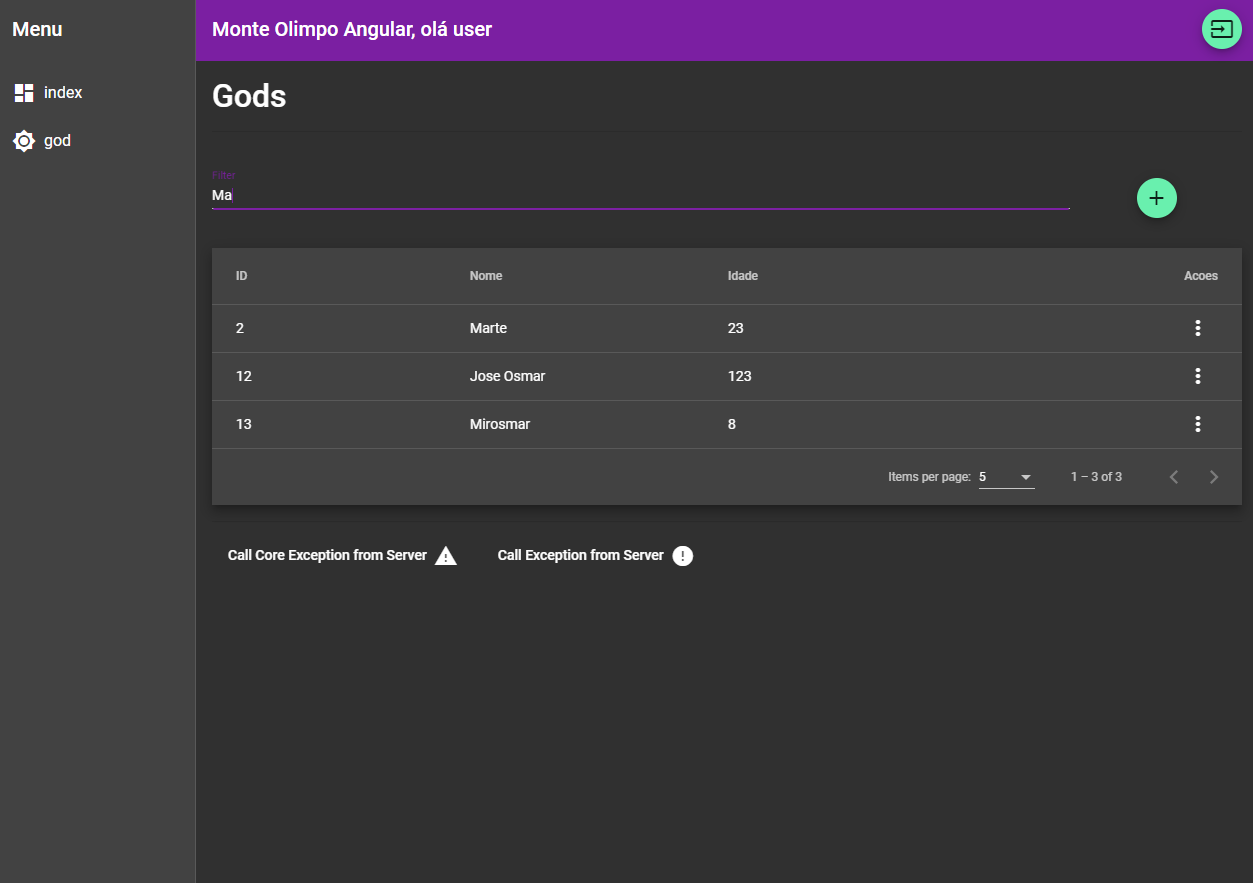 Menu
Monte Olimpo Angular, olá user
index
god
Gods
Filter
Ma
ID Nome Idade Acoes
2 Marte 23
12 Jose Osmar 123
13 Mirosmar 8
Items per page: 5 1 – 3 of 3
Call Core Exception from Server Call Exception from Server